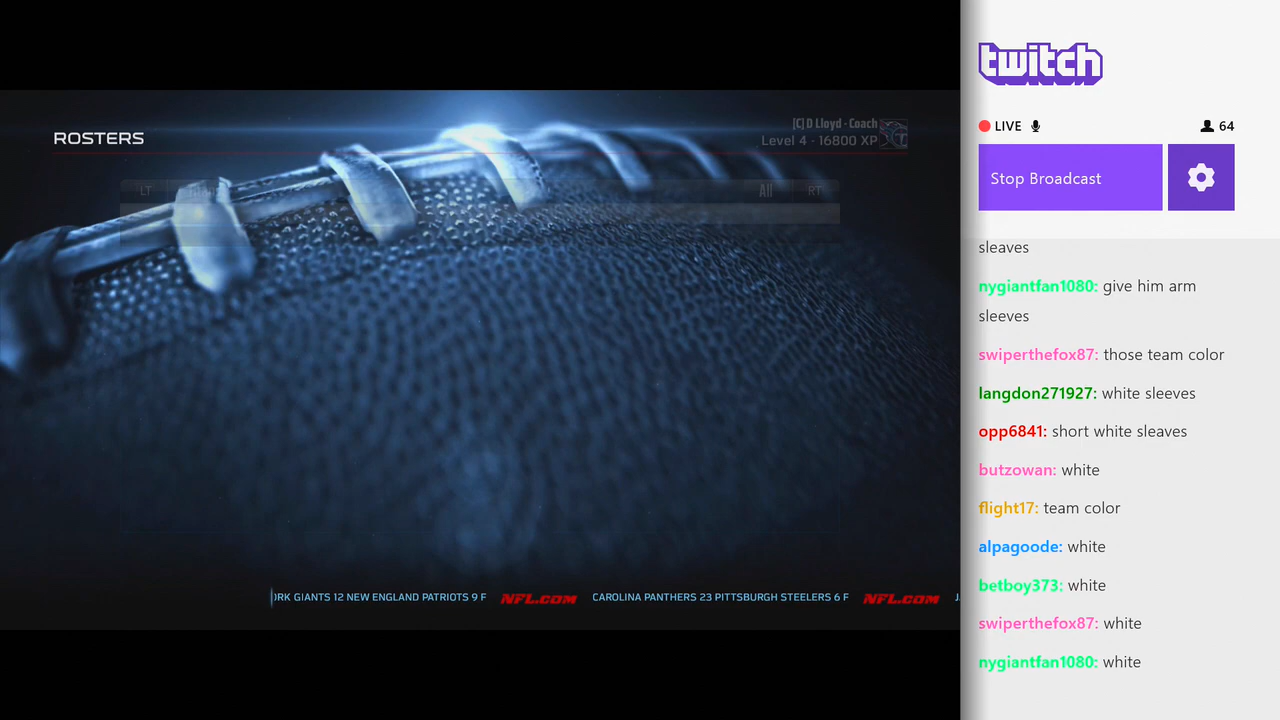 ROSTERS
[C] D Lloyd - Coach
Level 4 - 16800 XP
LT
All
RT
ORK GIANTS 12 NEW ENGLAND PATRIOTS 9 F
NFL.COM
CAROLINA PANTHERS 23 PITTSBURGH STEELERS 6 F
NFL.COM
J
twitch
LIVE
64
Stop Broadcast
sleaves
nygiantfan1080: give him arm
sleeves
swiperthefox87: those team color
langdon271927: white sleeves
opp6841: short white sleaves
butzowan: white
flight17: team color
alpagoode: white
betboy373: white
swiperthefox87: white
nygiantfan1080: white